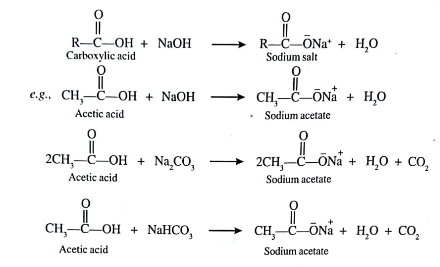 O O
R—C—OH + NaOH ⟶ R—C—ŌNa⁺ + H₂O
Carboxylic acid Sodium salt
O O
e.g., CH₃—C—OH + NaOH ⟶ CH₃—C—ŌNa⁺ + H₂O
Acetic acid Sodium acetate
O O
2CH₃—C—OH + Na₂CO₃ ⟶ 2CH₃—C—ŌNa⁺ + H₂O + CO₂
Acetic acid Sodium acetate
O O
CH₃—C—OH + NaHCO₃ ⟶ CH₃—C—ŌNa⁺ + H₂O + CO₂
Acetic acid Sodium acetate